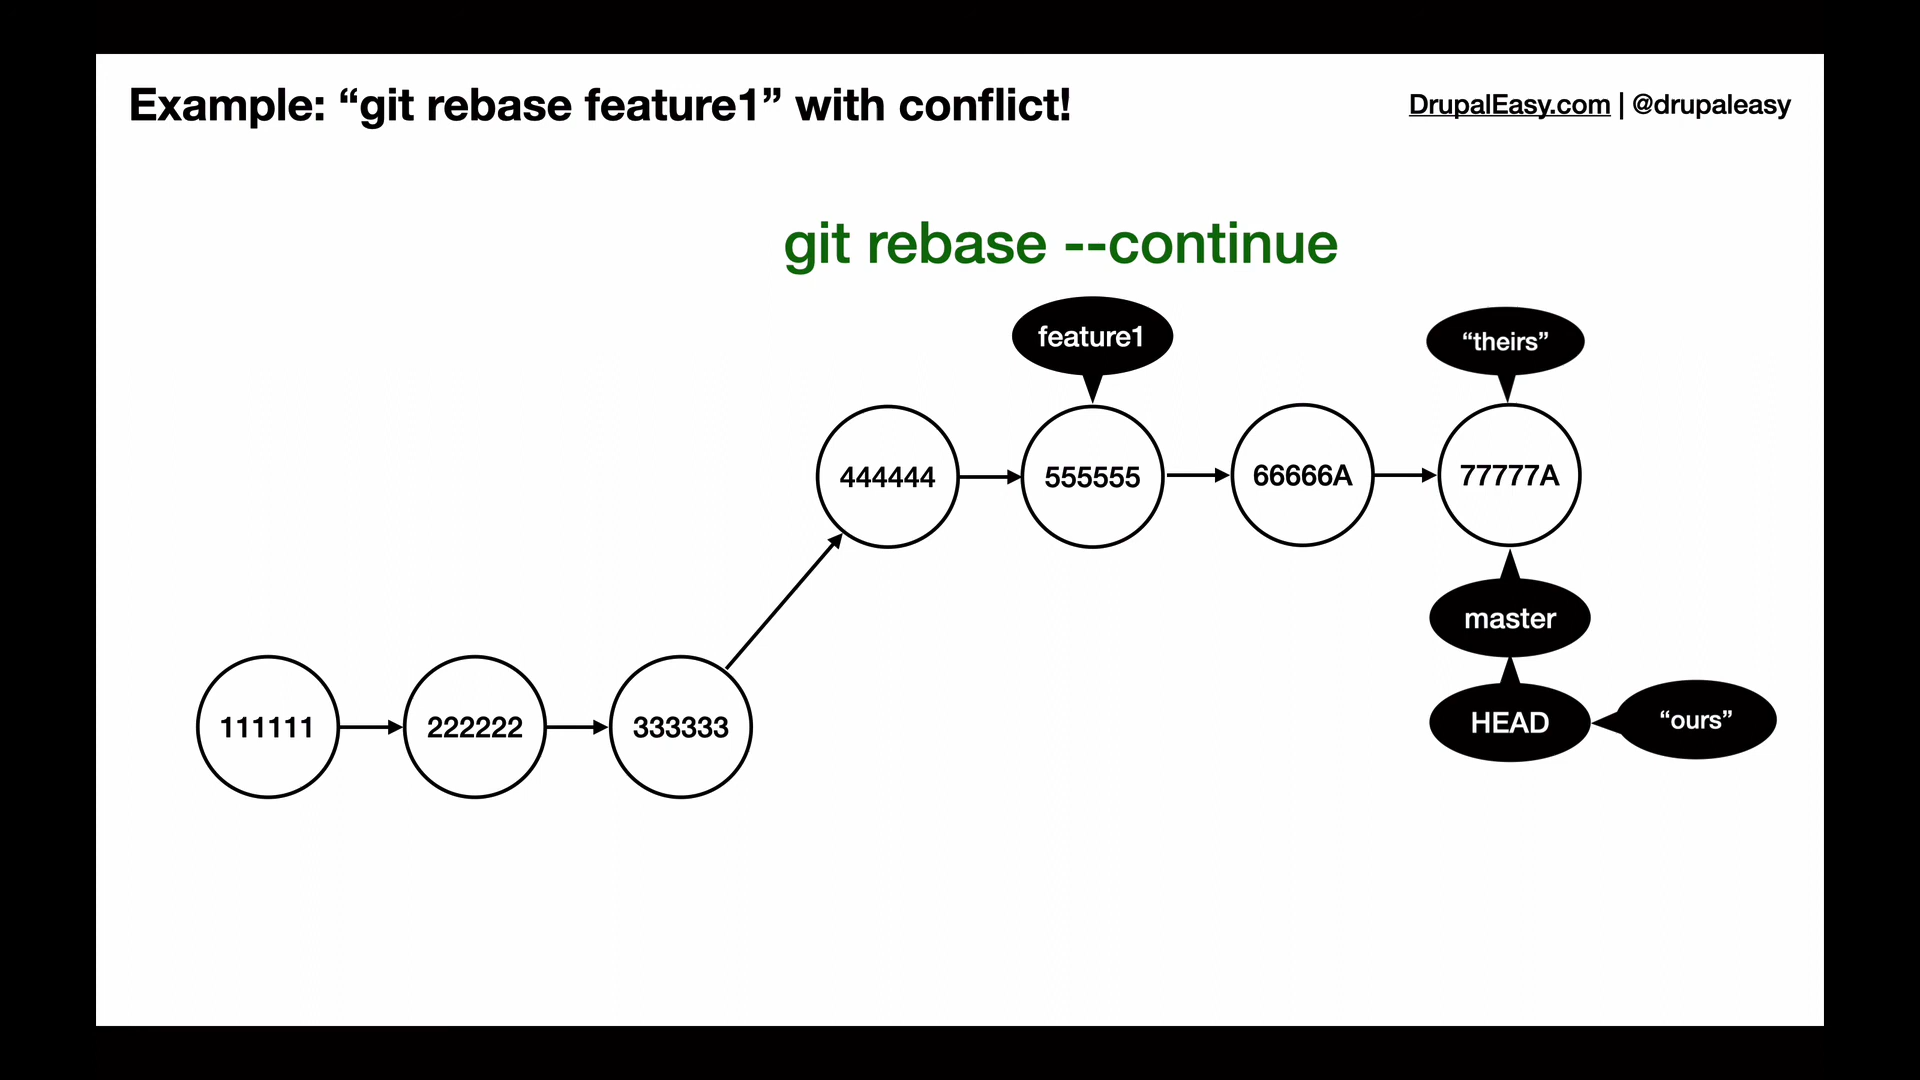 Example: “git rebase feature1” with conflict!
DrupalEasy.com | @drupaleasy
git rebase --continue
feature1
“theirs”
444444
555555
66666A
77777A
master
111111
222222
333333
HEAD
“ours”